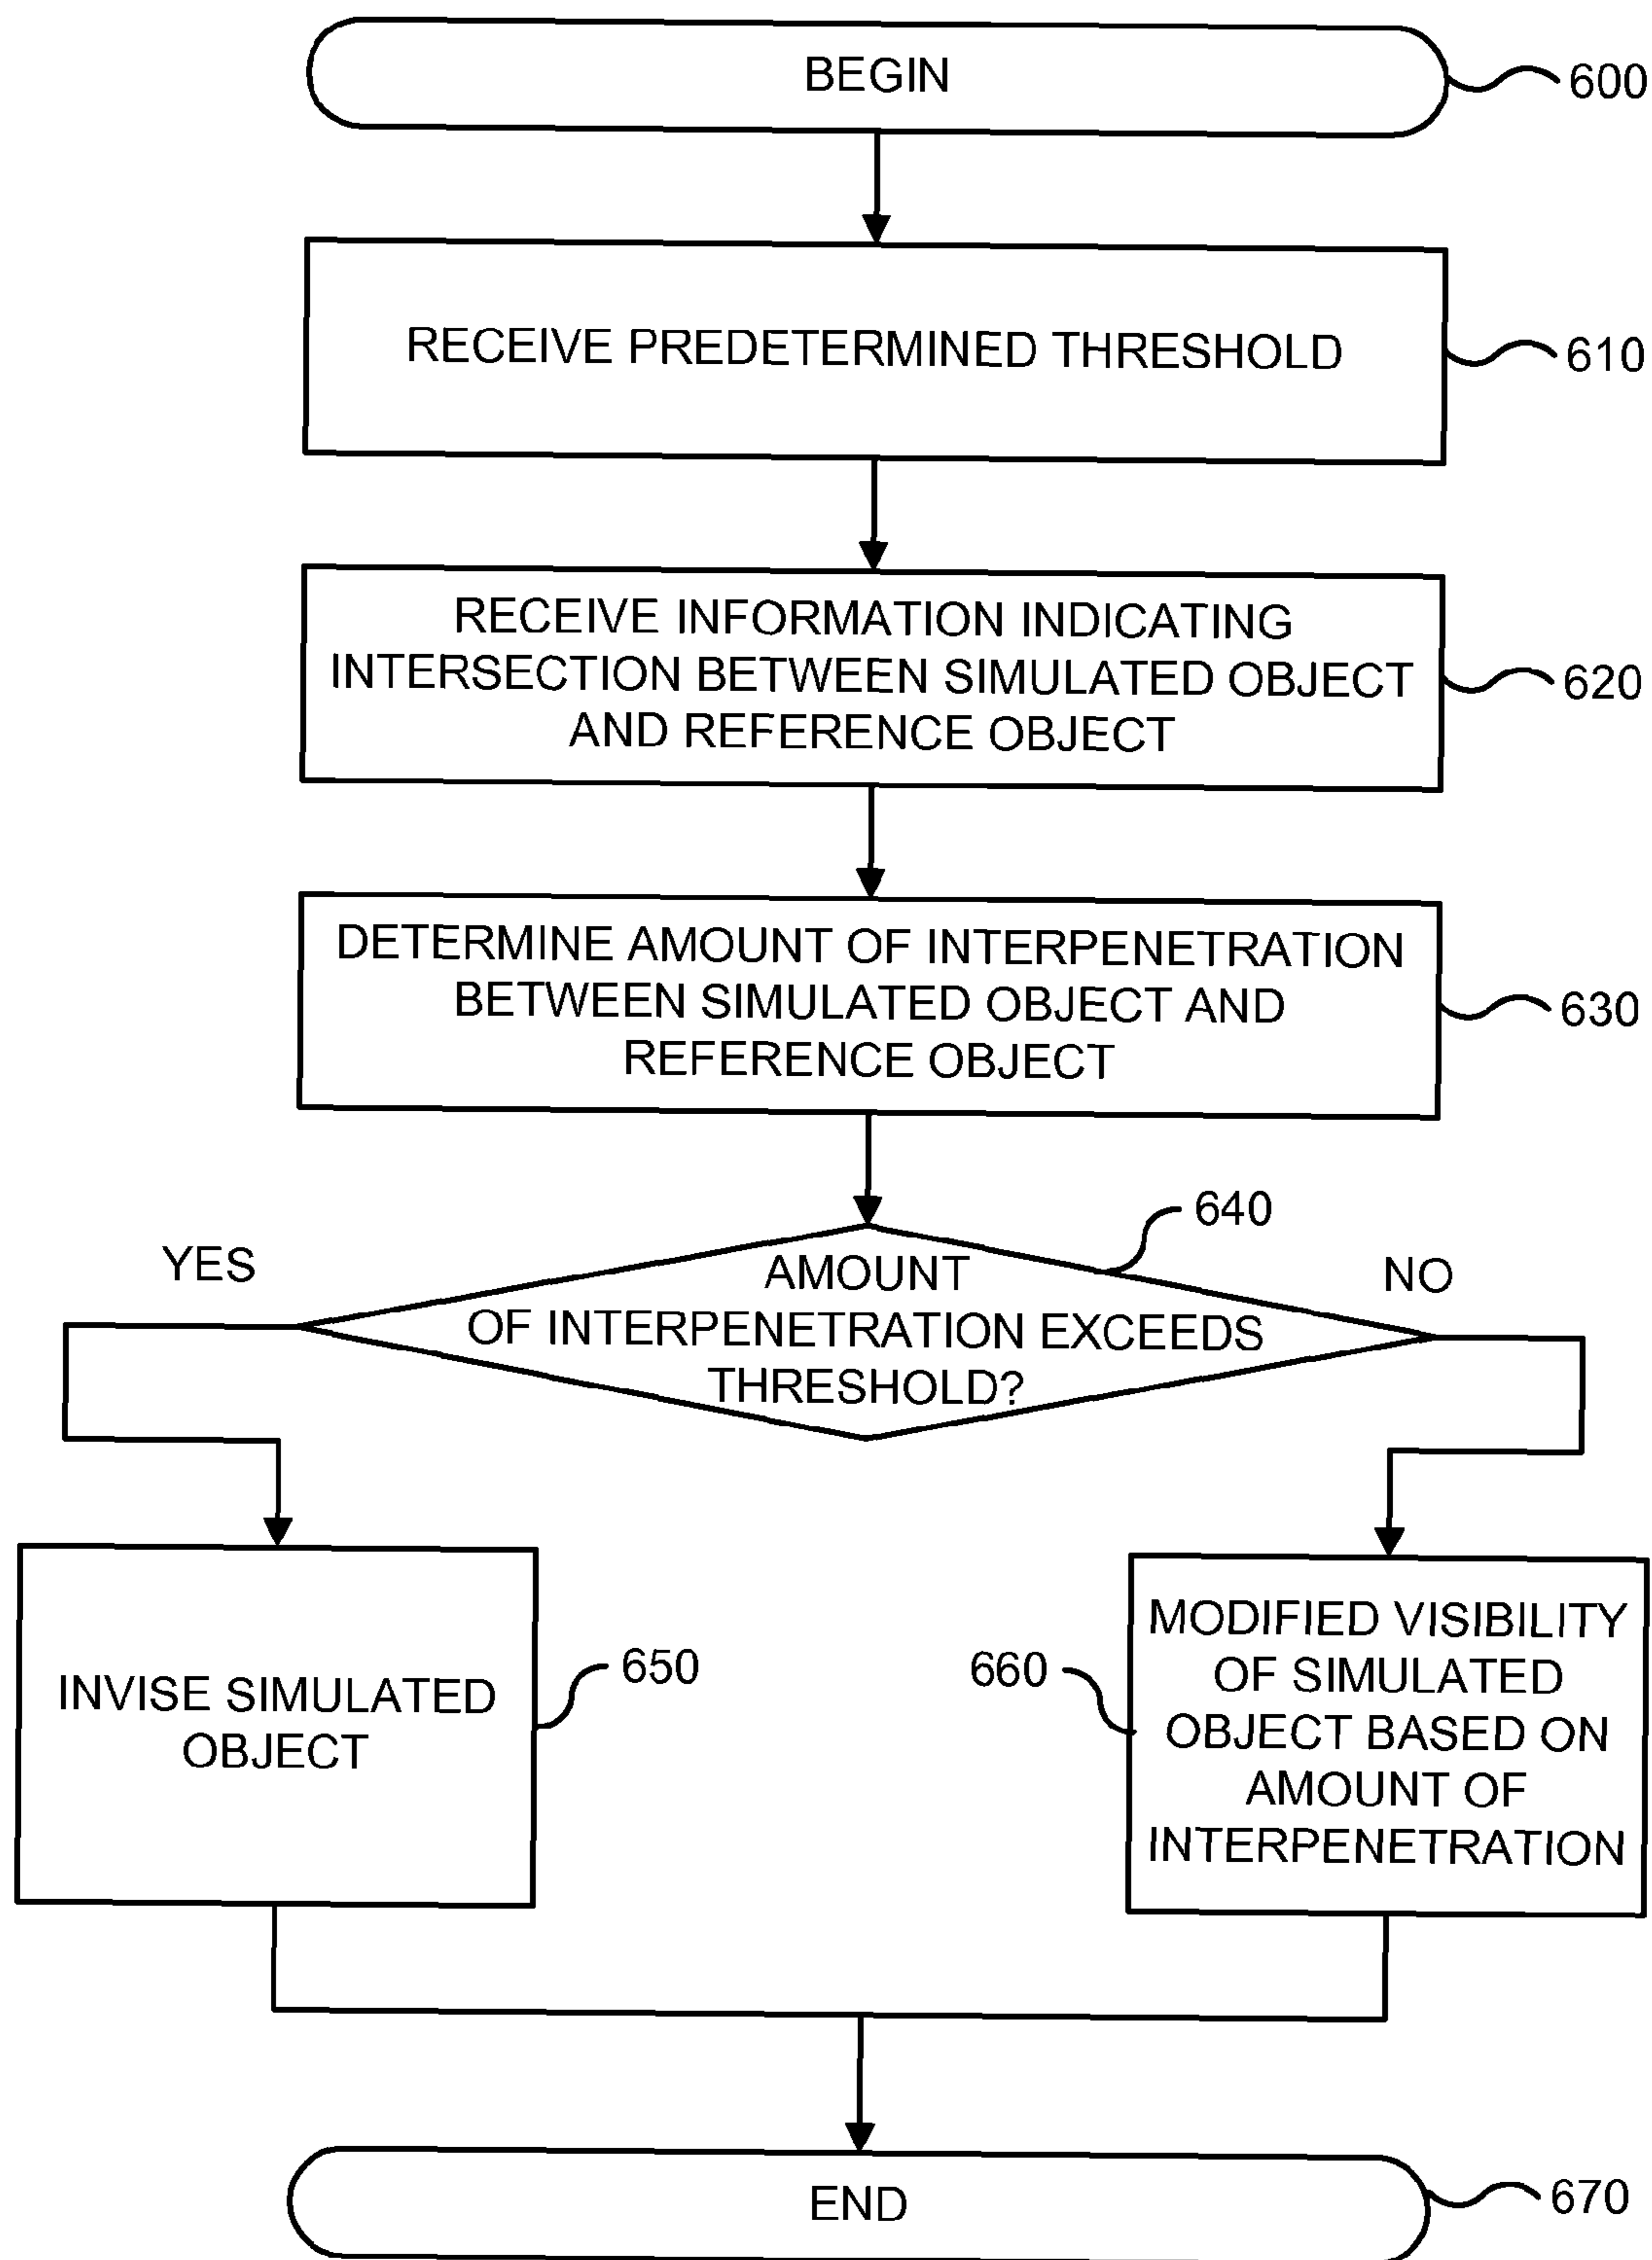 BEGIN
600
RECEIVE PREDETERMINED THRESHOLD
610
RECEIVE INFORMATION INDICATING
INTERSECTION BETWEEN SIMULATED OBJECT
AND REFERENCE OBJECT
620
DETERMINE AMOUNT OF INTERPENETRATION
BETWEEN SIMULATED OBJECT AND
REFERENCE OBJECT
630
640
YES
AMOUNT
OF INTERPENETRATION EXCEEDS
THRESHOLD?
NO
INVISE SIMULATED
OBJECT
650
660
MODIFIED VISIBILITY
OF SIMULATED
OBJECT BASED ON
AMOUNT OF
INTERPENETRATION
END
670